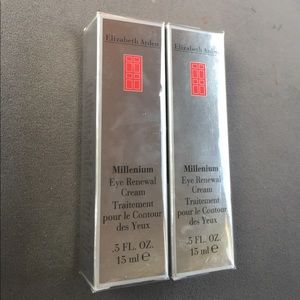 Elizabeth Arden
Millenium
Eye Renewal
Cream
Traitement
pour le Contour
des Yeux
.5 FL. OZ.
15 ml e
Elizabeth Arden
Millenium
Eye Renewal
Cream
Traitement
pour le Contour
des Yeux
.5 FL. OZ.
15 ml e